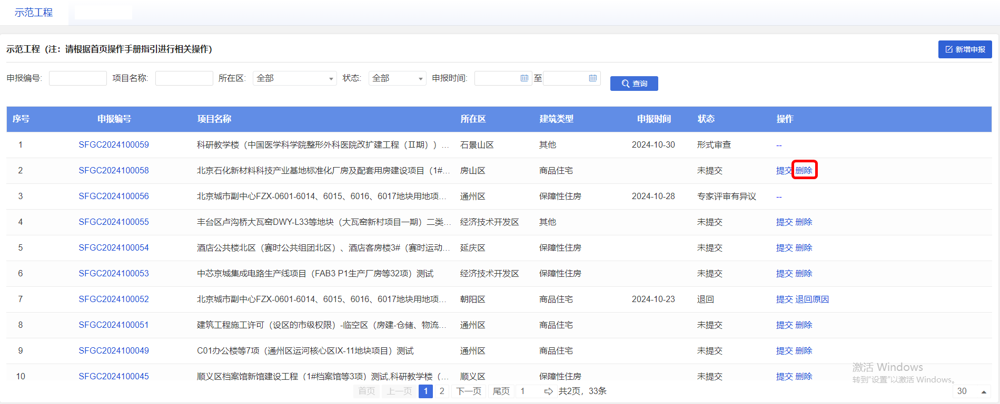 示范工程
示范工程（注：请根据首页操作手册指引进行相关操作）
新增申报
申报编号: 项目名称: 所在区: 全部 状态: 全部 申报时间: 至 查询
序号 申报编号 项目名称 所在区 建筑类型 申报时间 状态 操作
1 SFGC2024100059 科研教学楼（中国医学科学院整形外科医院改扩建工程（II期））... 石景山区 其他 2024-10-30 形式审查 --
2 SFGC2024100058 北京石化新材料科技产业基地标准化厂房及配套用房建设项目（1#... 房山区 商品住宅 未提交 提交 删除
3 SFGC2024100056 北京城市副中心FZX-0601-6014、6015、6016、6017地块用地项... 通州区 保障性住房 2024-10-28 专家评审有异议 --
4 SFGC2024100055 丰台区卢沟桥大瓦窑DWY-L33等地块（大瓦窑新村项目一期）二类... 经济技术开发区 其他 未提交 提交 删除
5 SFGC2024100054 酒店公共楼北区（赛时公共组团北区）、酒店客房楼3#（赛时运动... 延庆区 保障性住房 未提交 提交 删除
6 SFGC2024100053 中芯京城集成电路生产线项目（FAB3 P1生产厂房等32项）测试 经济技术开发区 保障性住房 未提交 提交 删除
7 SFGC2024100052 北京城市副中心FZX-0601-6014、6015、6016、6017地块用地项... 朝阳区 商品住宅 2024-10-23 退回 提交 退回原因
8 SFGC2024100051 建筑工程施工许可（设区的市级权限）-临空区（房建-仓储、物流... 通州区 商品住宅 未提交 提交 删除
9 SFGC2024100049 C01办公楼等7项（通州区运河核心区IX-11地块项目）测试 通州区 商品住宅 未提交 提交 删除
10 SFGC2024100045 顺义区档案馆新馆建设工程（1#档案馆等3项）测试,科研教学楼（... 顺义区 保障性住房 未提交 提交 删除
激活 Windows
转到“设置”以激活 Windows。
首页 上一页 1 2 下一页 尾页 1 共2页，33条 30